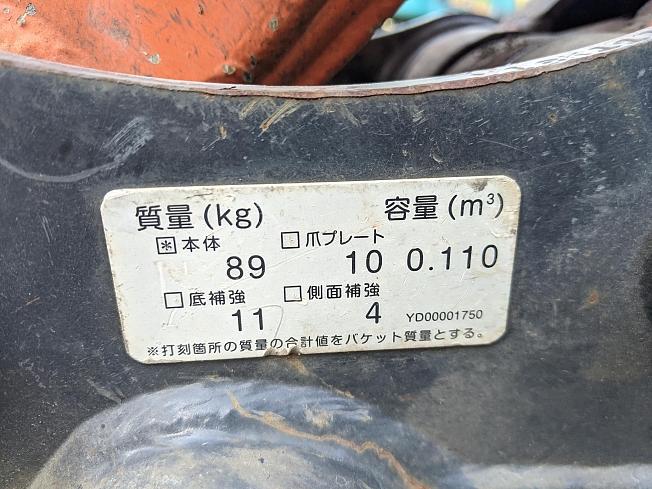 質量(kg) 容量(m³)
☒本体 □爪プレート
89 10 0.110
□底補強 □側面補強
11 4 YD00001750
※打刻箇所の質量の合計値をバケット質量とする。